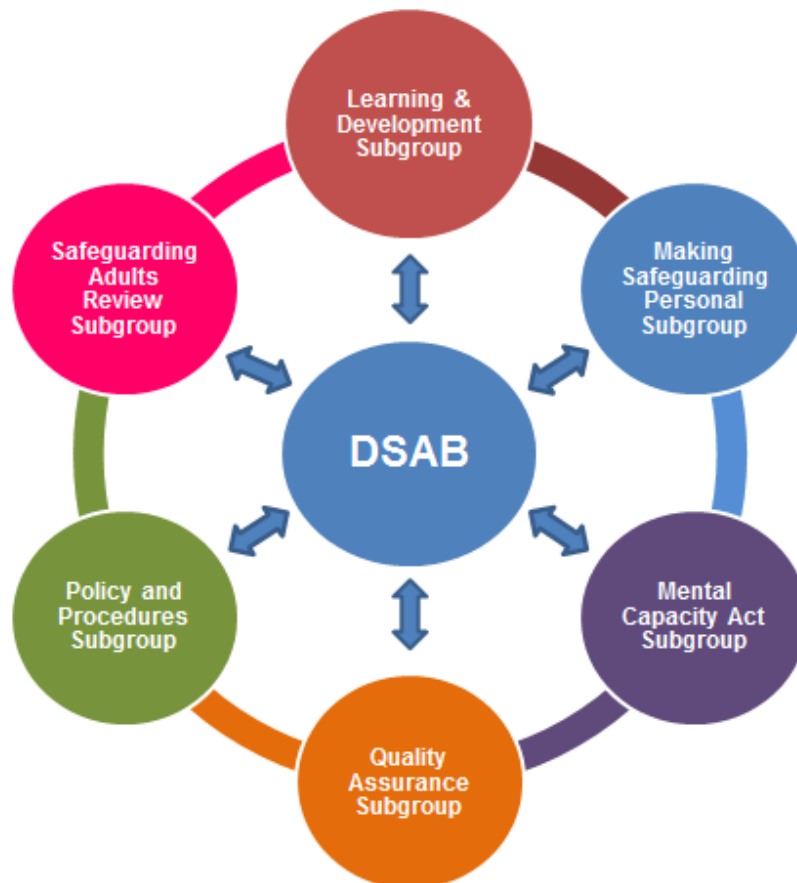 Learning &
Development
Subgroup
Safeguarding
Adults
Review
Subgroup
Making
Safeguarding
Personal
Subgroup
DSAB
Policy and
Procedures
Subgroup
Mental
Capacity Act
Subgroup
Quality
Assurance
Subgroup